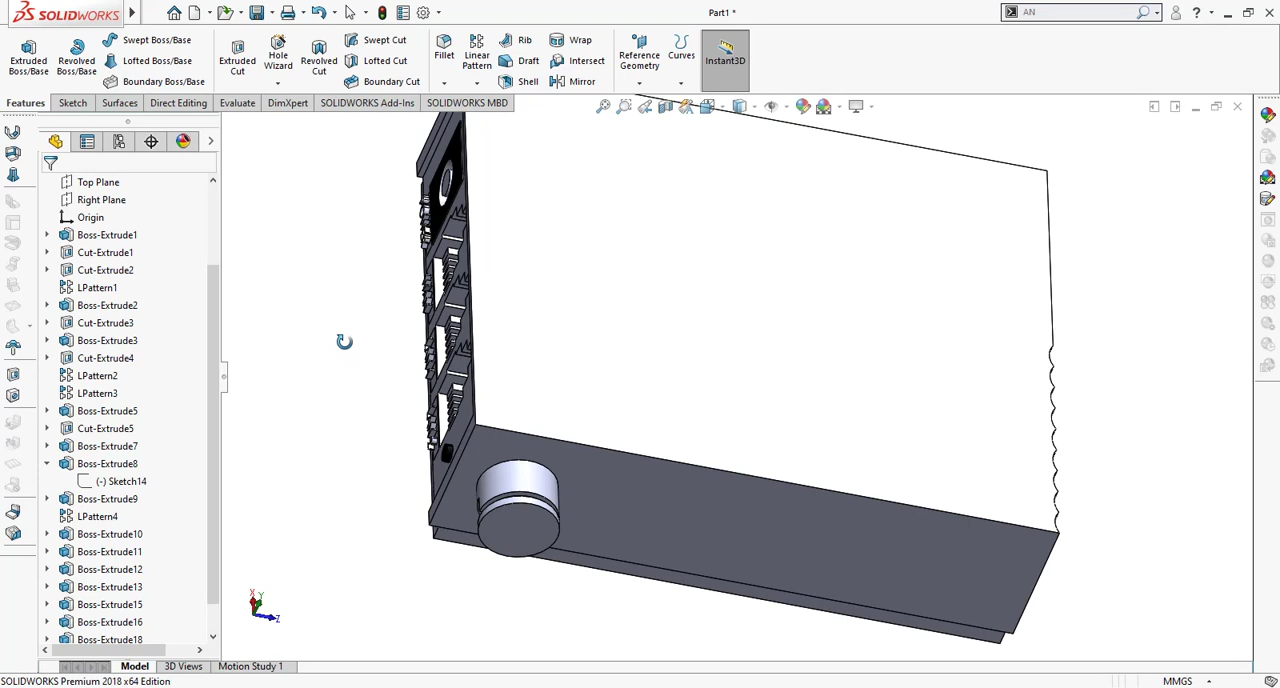 SOLIDWORKS
Part1 *
AN
Extruded Boss/Base
Revolved Boss/Base
Swept Boss/Base
Lofted Boss/Base
Boundary Boss/Base
Extruded Cut
Hole Wizard
Revolved Cut
Swept Cut
Lofted Cut
Boundary Cut
Fillet
Linear Pattern
Rib
Draft
Shell
Wrap
Intersect
Mirror
Reference Geometry
Curves
Instant3D
Features
Sketch
Surfaces
Direct Editing
Evaluate
DimXpert
SOLIDWORKS Add-Ins
SOLIDWORKS MBD
Top Plane
Right Plane
Origin
Boss-Extrude1
Cut-Extrude1
Cut-Extrude2
LPattern1
Boss-Extrude2
Cut-Extrude3
Boss-Extrude3
Cut-Extrude4
LPattern2
LPattern3
Boss-Extrude5
Cut-Extrude5
Boss-Extrude7
Boss-Extrude8
(-) Sketch14
Boss-Extrude9
LPattern4
Boss-Extrude10
Boss-Extrude11
Boss-Extrude12
Boss-Extrude13
Boss-Extrude15
Boss-Extrude16
Boss-Extrude18
X
Y
Z
Model
3D Views
Motion Study 1
SOLIDWORKS Premium 2018 x64 Edition
MMGS